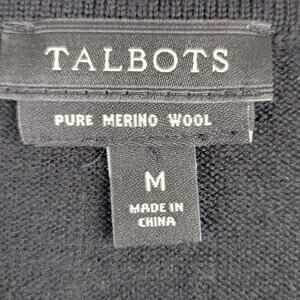 TALBOTS
PURE MERINO WOOL
M
MADE IN
CHINA